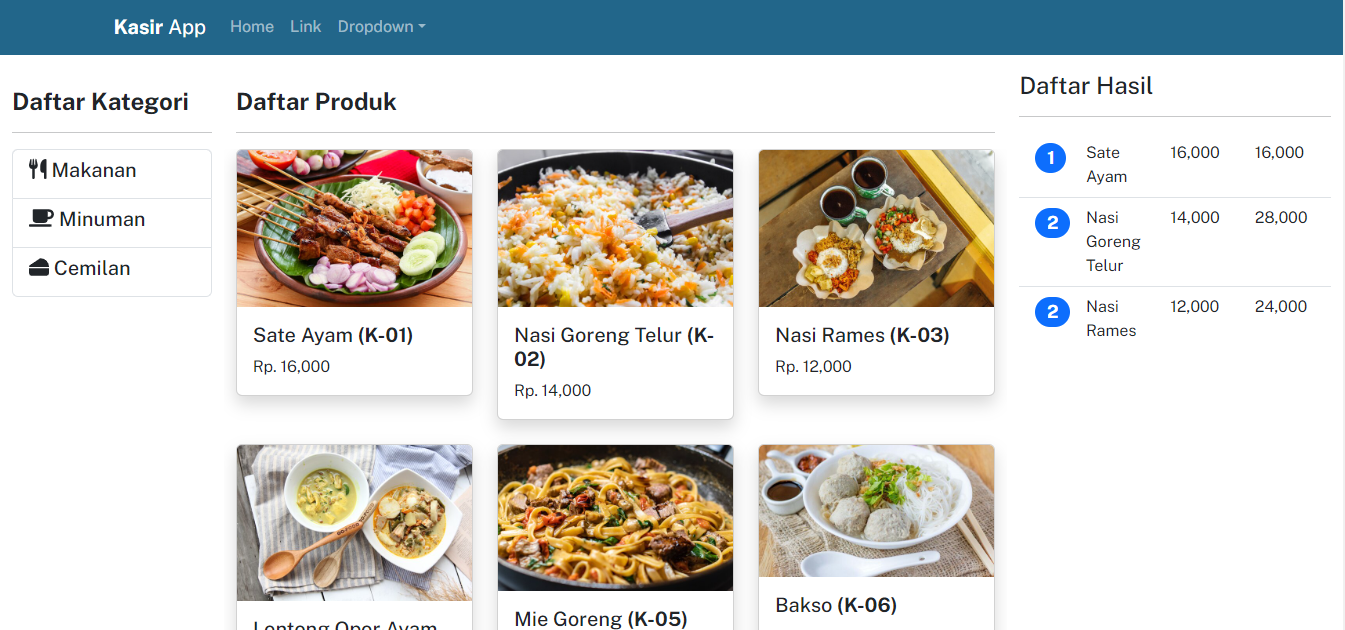 Kasir App Home Link Dropdown
Daftar Kategori
Makanan
Minuman
Cemilan
Daftar Produk
Sate Ayam (K-01)
Rp. 16,000
Nasi Goreng Telur (K-
02)
Rp. 14,000
Nasi Rames (K-03)
Rp. 12,000
Lontong Opor Ayam
Mie Goreng (K-05)
Bakso (K-06)
Daftar Hasil
1 Sate 16,000 16,000
Ayam
2 Nasi 14,000 28,000
Goreng
Telur
2 Nasi 12,000 24,000
Rames